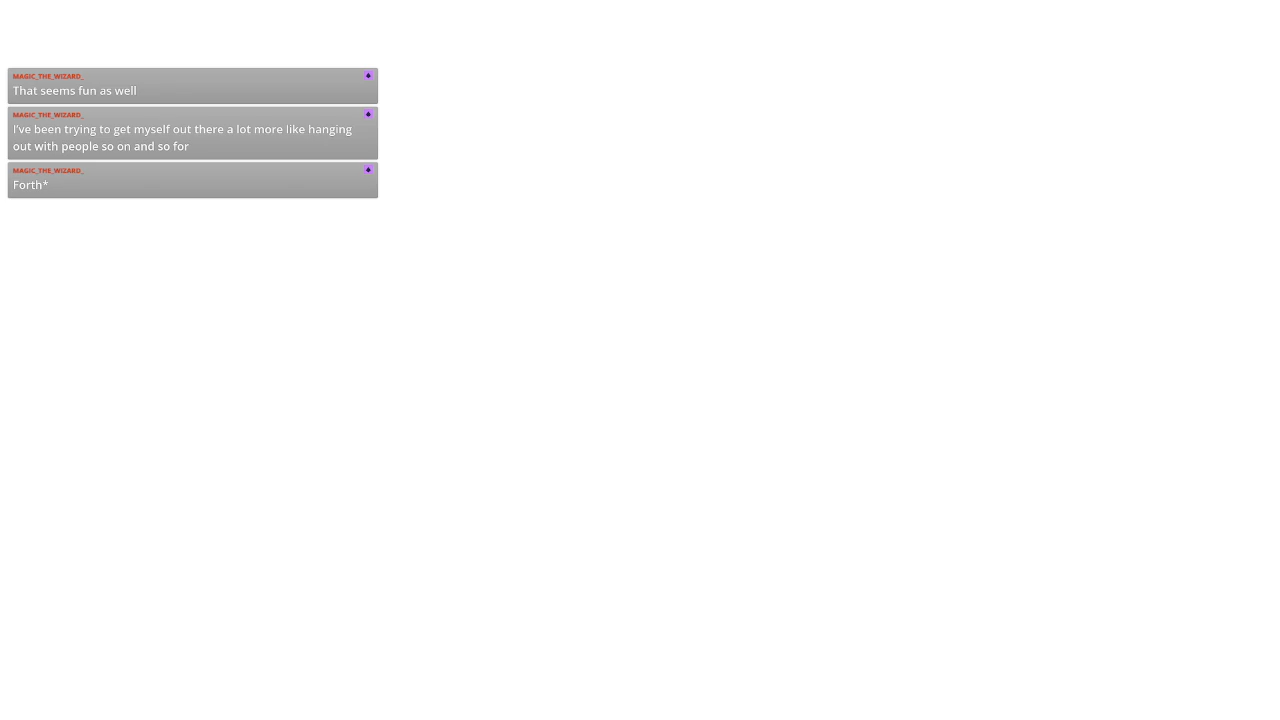 MAGIC_THE_WIZARD_
That seems fun as well
MAGIC_THE_WIZARD_
I've been trying to get myself out there a lot more like hanging
out with people so on and so for
MAGIC_THE_WIZARD_
Forth*